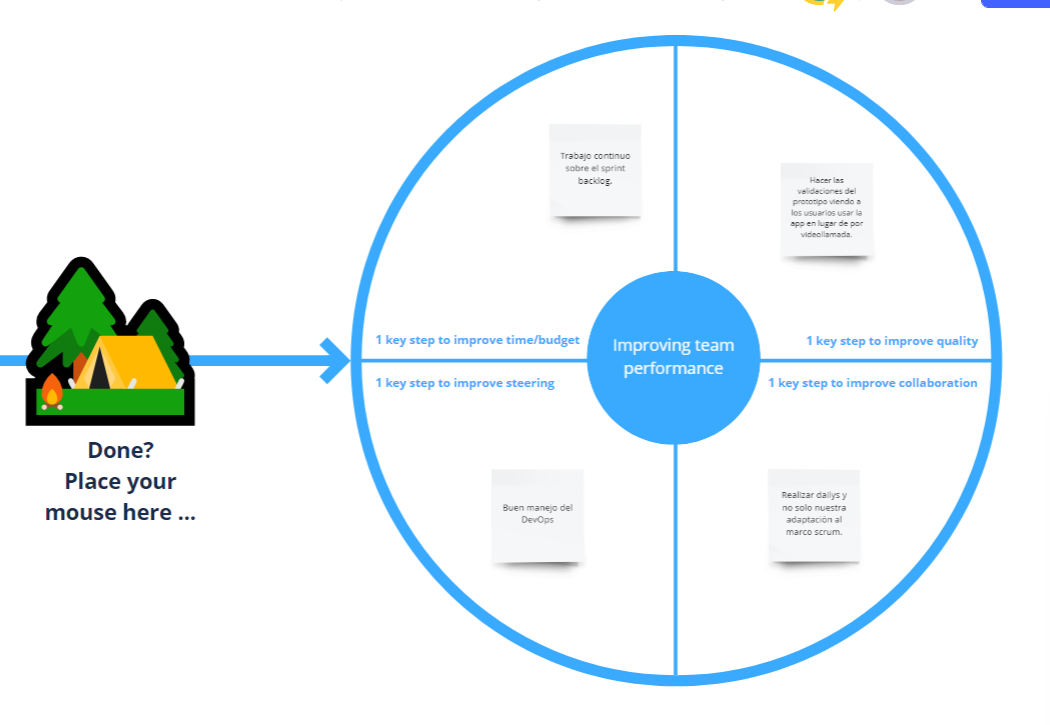 Trabajo continuo
sobre el sprint
backlog.
Hacer las
validaciones del
prototipo viendo a
los usuarios usar la
app en lugar de por
videollamada.
1 key step to improve time/budget
1 key step to improve quality
Improving team
performance
1 key step to improve steering
1 key step to improve collaboration
Done?
Place your
mouse here ...
Buen manejo del
DevOps
Realizar dailys y
no solo nuestra
adaptación al
marco scrum.